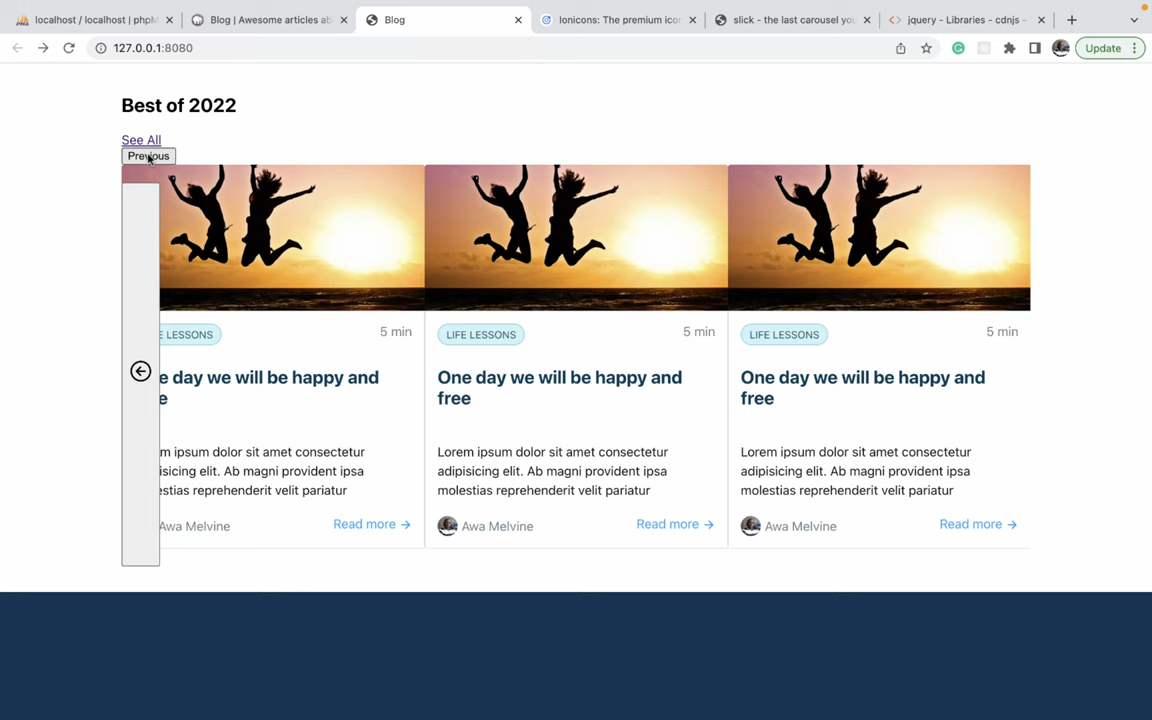 localhost / localhost | phpM
Blog | Awesome articles ab
Blog
Ionicons: The premium icon
slick - the last carousel you
jquery - Libraries - cdnjs -
127.0.0.1:8080
Update
Best of 2022
See All
Previous
E LESSONS
5 min
LIFE LESSONS
5 min
LIFE LESSONS
5 min
e day we will be happy and
e
One day we will be happy and
free
One day we will be happy and
free
m ipsum dolor sit amet consectetur
isicing elit. Ab magni provident ipsa
estias reprehenderit velit pariatur
Lorem ipsum dolor sit amet consectetur
adipisicing elit. Ab magni provident ipsa
molestias reprehenderit velit pariatur
Lorem ipsum dolor sit amet consectetur
adipisicing elit. Ab magni provident ipsa
molestias reprehenderit velit pariatur
Awa Melvine
Read more →
Awa Melvine
Read more →
Awa Melvine
Read more →